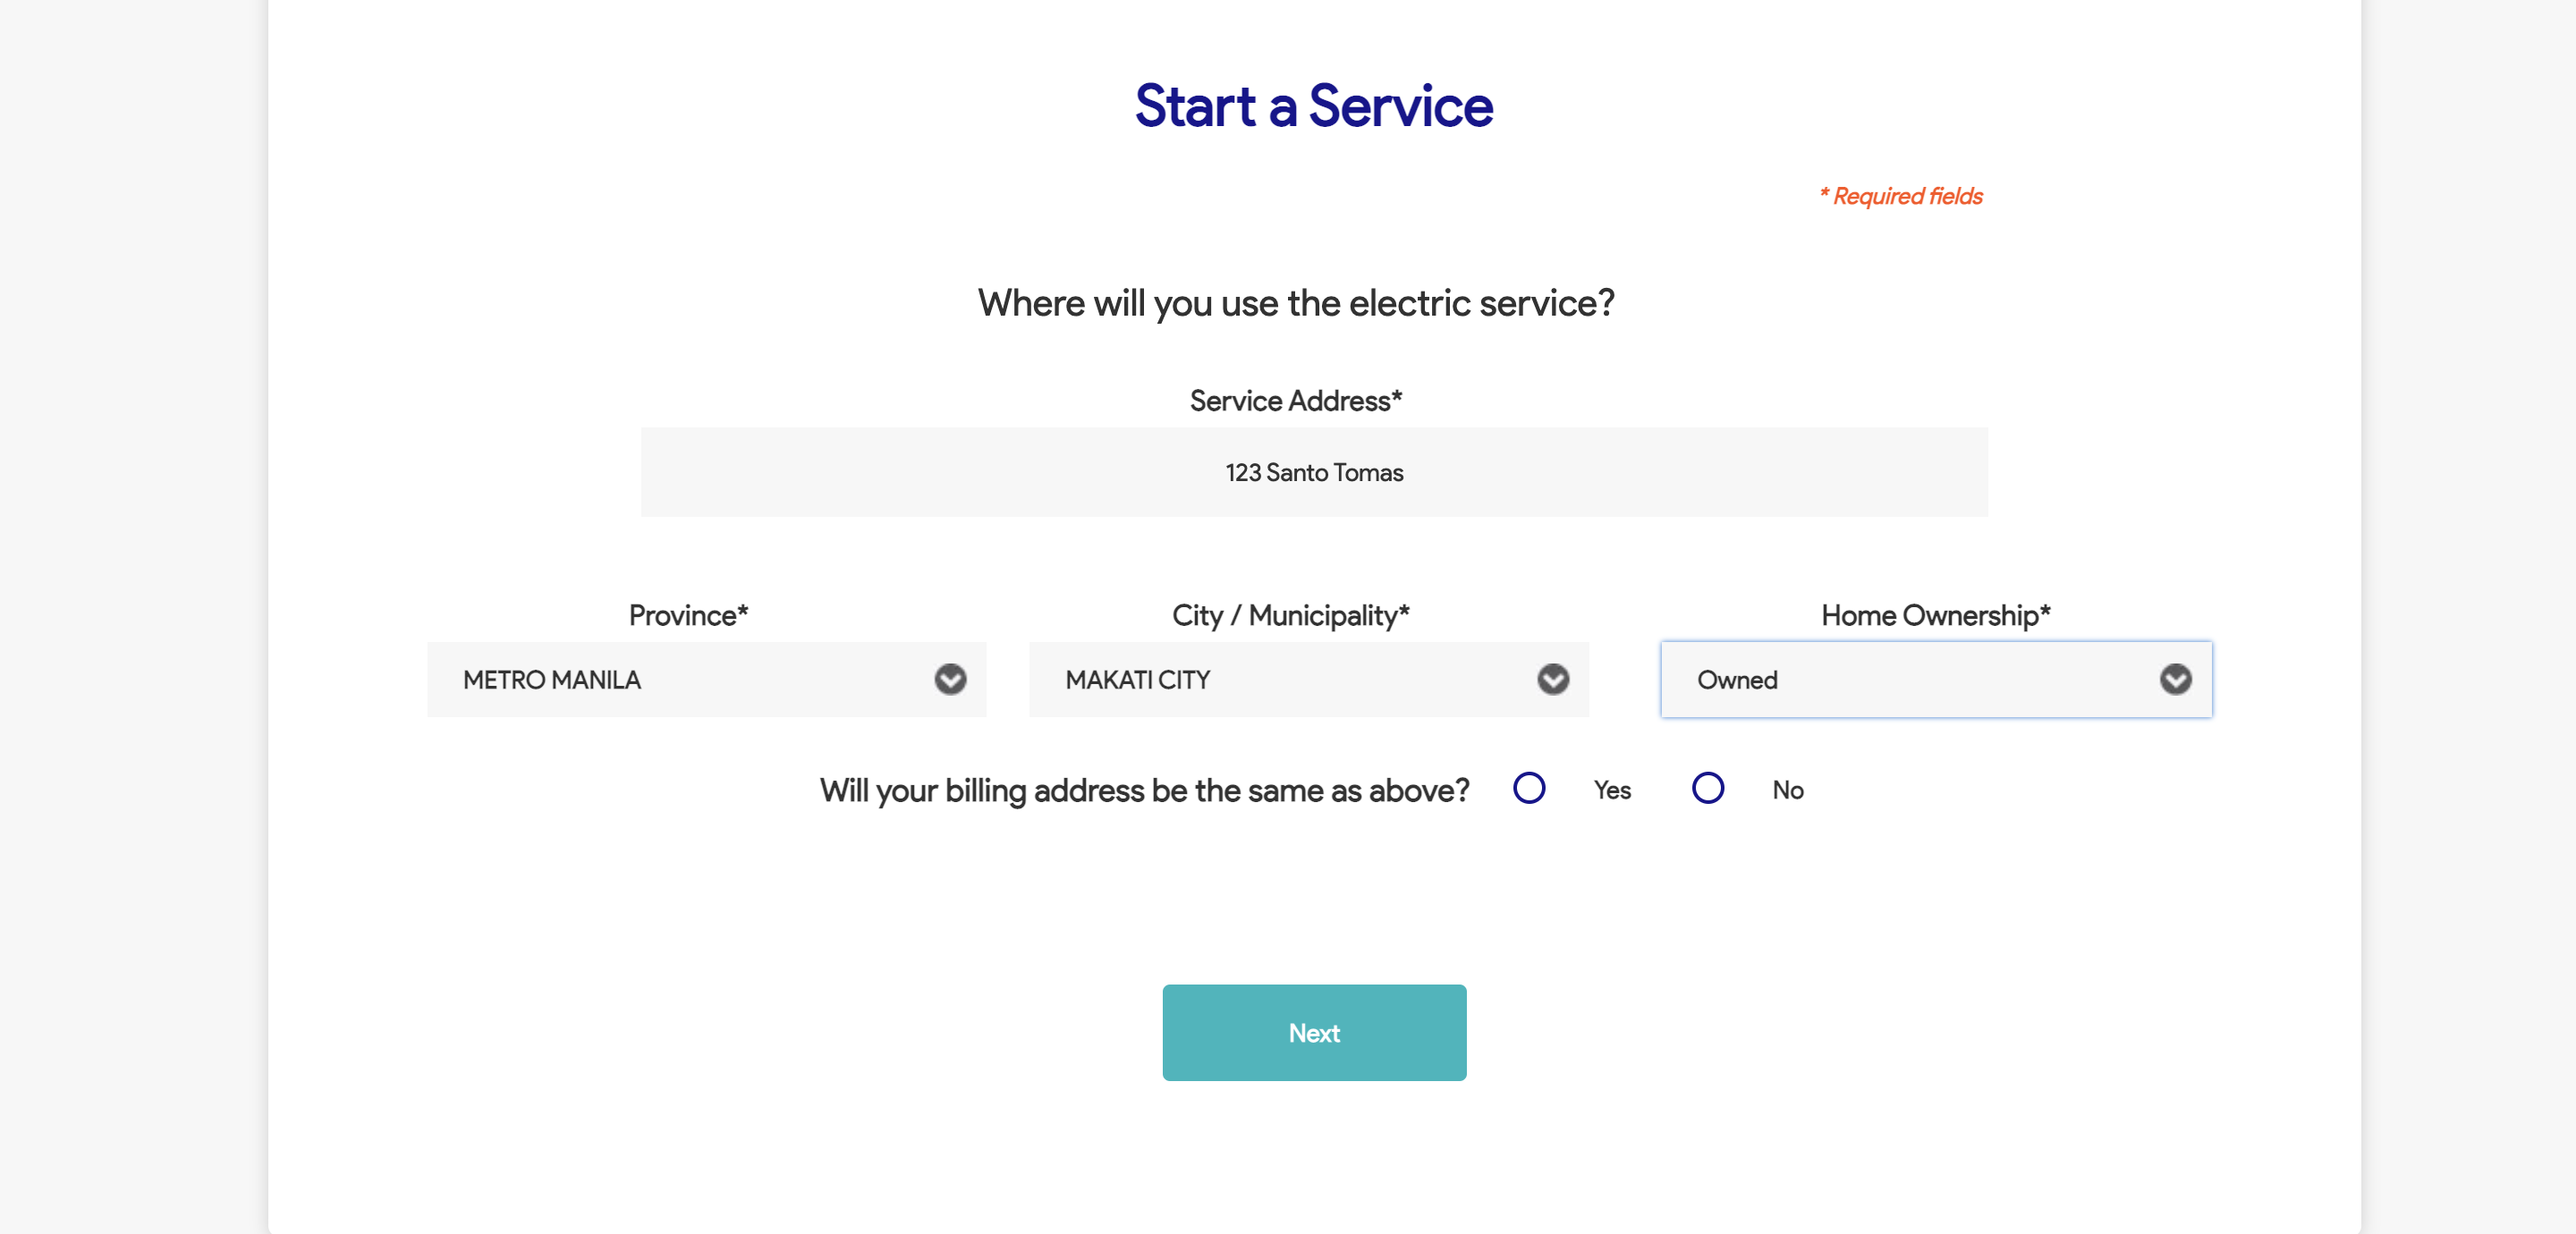 Start a Service
* Required fields
Where will you use the electric service?
Service Address*
123 Santo Tomas
Province* City / Municipality* Home Ownership*
METRO MANILA MAKATI CITY Owned
Will your billing address be the same as above? Yes No
Next